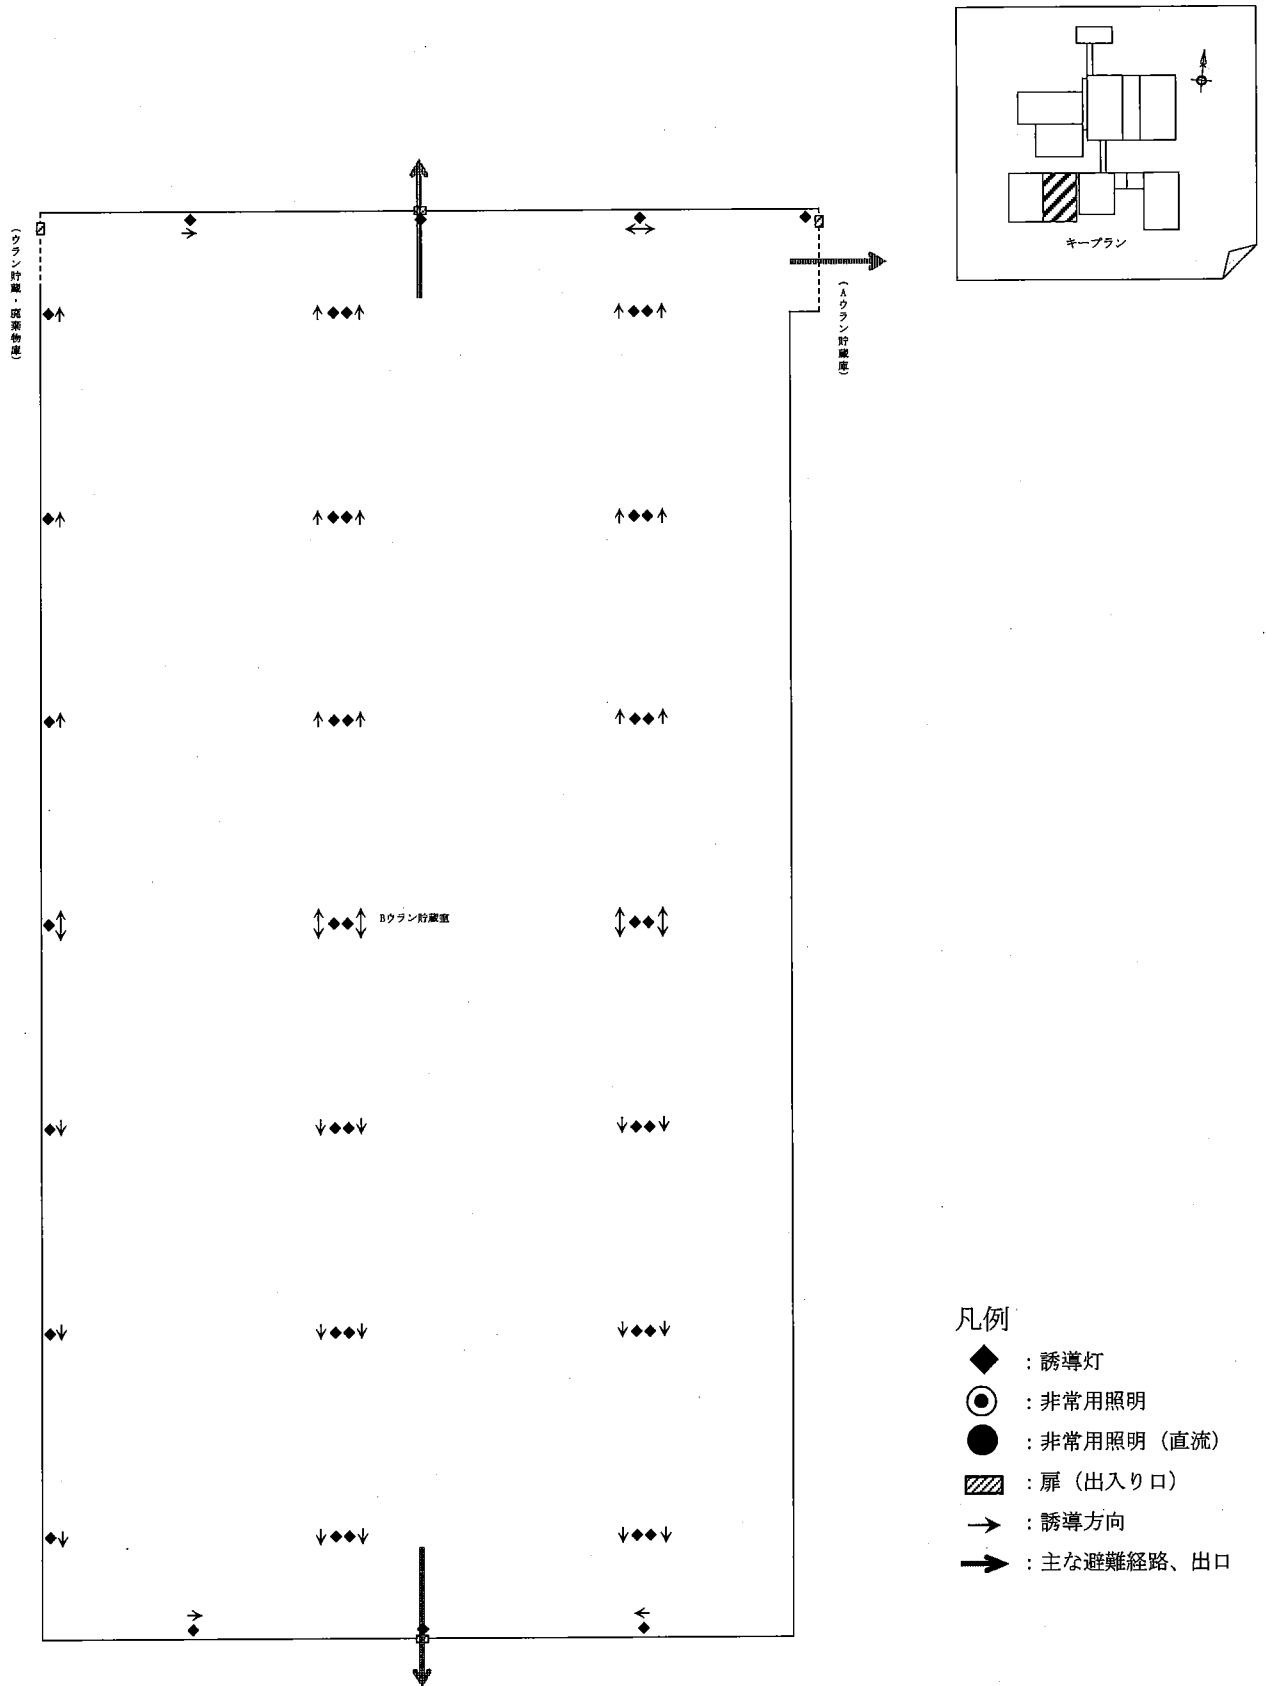 キープラン
(ウラン貯蔵・廃棄物庫)
(Aウラン貯蔵庫)
Bウラン貯蔵室
凡例
◆：誘導灯
：非常用照明
●：非常用照明（直流）
：扉（出入り口）
→：誘導方向
：主な避難経路、出口